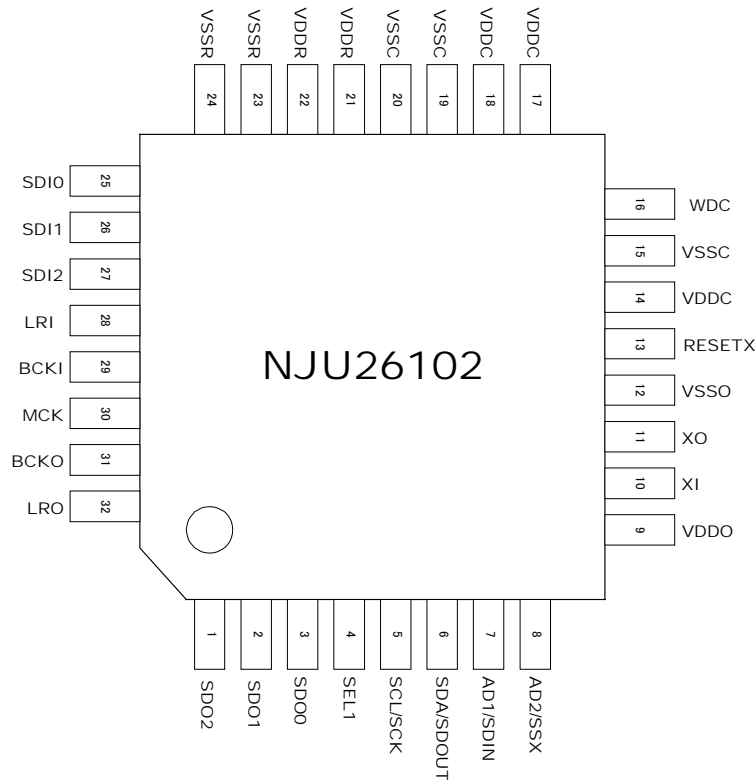 VSSR
VSSR
VDDR
VDDR
VSSC
VSSC
VDDC
VDDC
24
23
22
21
20
19
18
17
SDI0
25
SDI1
26
SDI2
27
LRI
28
BCKI
29
MCK
30
BCKO
31
LRO
32
NJU26102
16
WDC
15
VSSC
14
VDDC
13
RESETX
12
VSSO
11
XO
10
XI
9
VDDO
1
2
3
4
5
6
7
8
SDO2
SDO1
SDO0
SEL1
SCL/SCK
SDA/SDOUT
AD1/SDIN
AD2/SSX